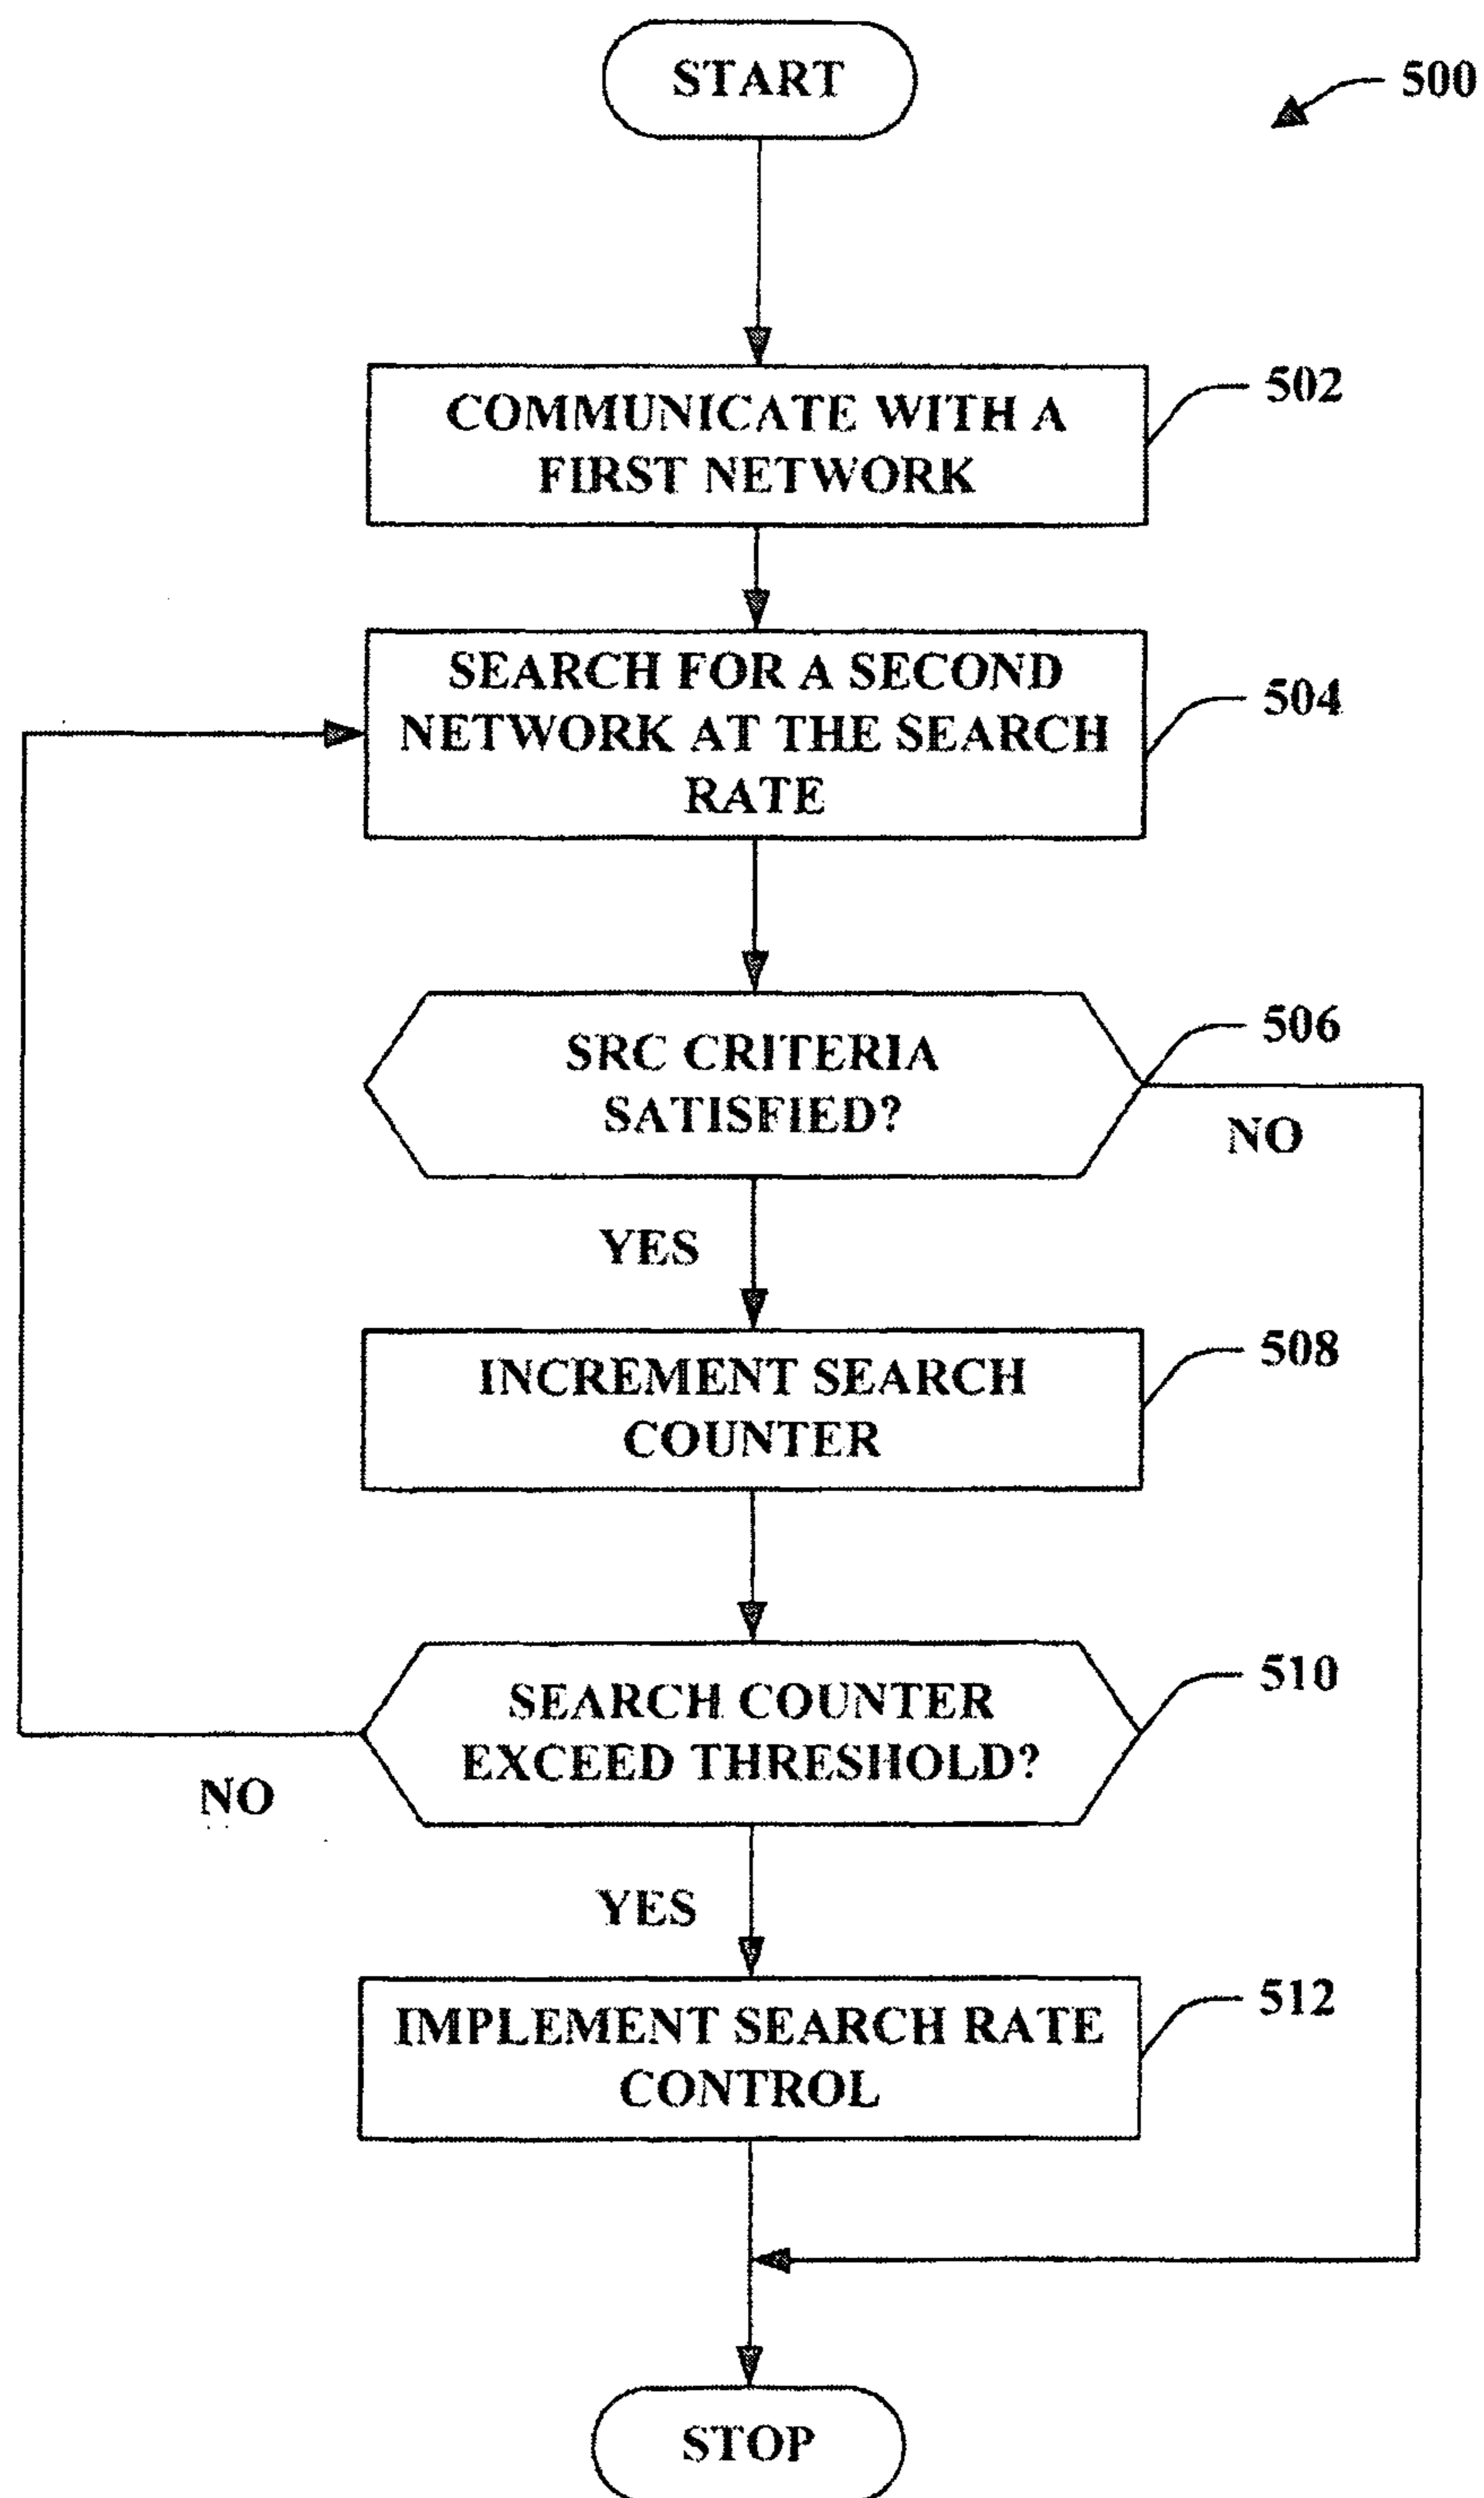 START
500
COMMUNICATE WITH A
FIRST NETWORK
502
SEARCH FOR A SECOND
NETWORK AT THE SEARCH
RATE
504
SRC CRITERIA
SATISFIED?
506
NO
YES
INCREMENT SEARCH
COUNTER
508
SEARCH COUNTER
EXCEED THRESHOLD?
510
NO
YES
IMPLEMENT SEARCH RATE
CONTROL
512
STOP